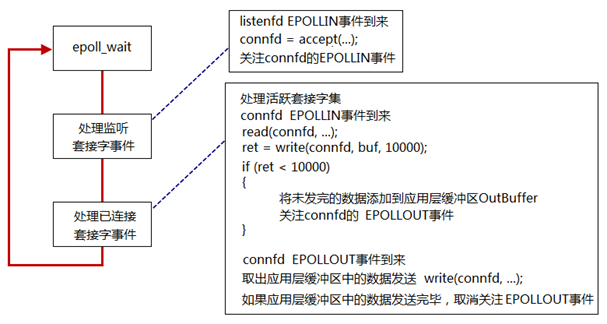 epoll_wait
处理监听
套接字事件
处理已连接
套接字事件
listenfd EPOLLIN事件到来
connfd = accept(...);
关注connfd的EPOLLIN事件
处理活跃套接字集
connfd EPOLLIN事件到来
read(connfd, ...);
ret = write(connfd, buf, 10000);
if (ret < 10000)
{
将未发完的数据添加到应用层缓冲区OutBuffer
关注connfd的 EPOLLOUT事件
}
connfd EPOLLOUT事件到来
取出应用层缓冲区中的数据发送 write(connfd, ...);
如果应用层缓冲区中的数据发送完毕，取消关注EPOLLOUT事件